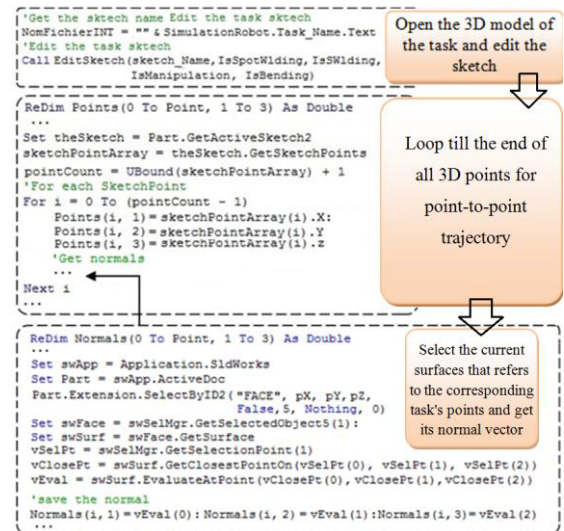 'Get the sktech name Edit the task sktech
NomFichierINT = "" & SimulationRobot.Task_Name.Text
'Edit the task sktech
Call EditSketch(sketch_Name,IsSpotWlding,IsSWlding,
IsManipulation, IsBending)
Open the 3D model of
the task and edit the
sketch
ReDim Points(0 To Point, 1 To 3) As Double
...
Set theSketch = Part.GetActiveSketch2
sketchPointArray = theSketch.GetSketchPoints
pointCount = UBound(sketchPointArray) + 1
'For each SketchPoint
For i = 0 To (pointCount - 1)
Points(i, 1)=sketchPointArray(i).X:
Points(i, 2)=sketchPointArray(i).Y
Points(i, 3)=sketchPointArray(i).z
'Get normals
...
Next i
...
Loop till the end of
all 3D points for
point-to-point
trajectory
ReDim Normals(0 To Point, 1 To 3) As Double
...
Set swApp = Application.SldWorks
Set Part = swApp.ActiveDoc
Part.Extension.SelectByID2("FACE", pX, pY,pZ,
False,5, Nothing, 0)
Set swFace = swSelMgr.GetSelectedObject5(1):
Set swSurf = swFace.GetSurface
vSelPt = swSelMgr.GetSelectionPoint(1)
vClosePt = swSurf.GetClosestPointOn(vSelPt(0), vSelPt(1), vSelPt(2))
vEval = swSurf.EvaluateAtPoint(vClosePt(0),vClosePt(1),vClosePt(2))
'save the normal
Normals(i,1)=vEval(0):Normals(i, 2)=vEval(1):Normals(i, 3)=vEval(2)
...
Select the current
surfaces that refers
to the corresponding
task's points and get
its normal vector